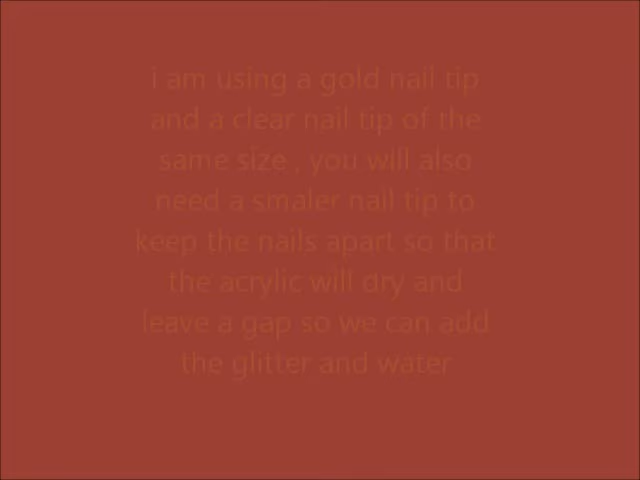 i am using a gold nail tip
and a clear nail tip of the
same size , you will also
need a smaler nail tip to
keep the nails apart so that
the acrylic will dry and
leave a gap so we can add
the glitter and water